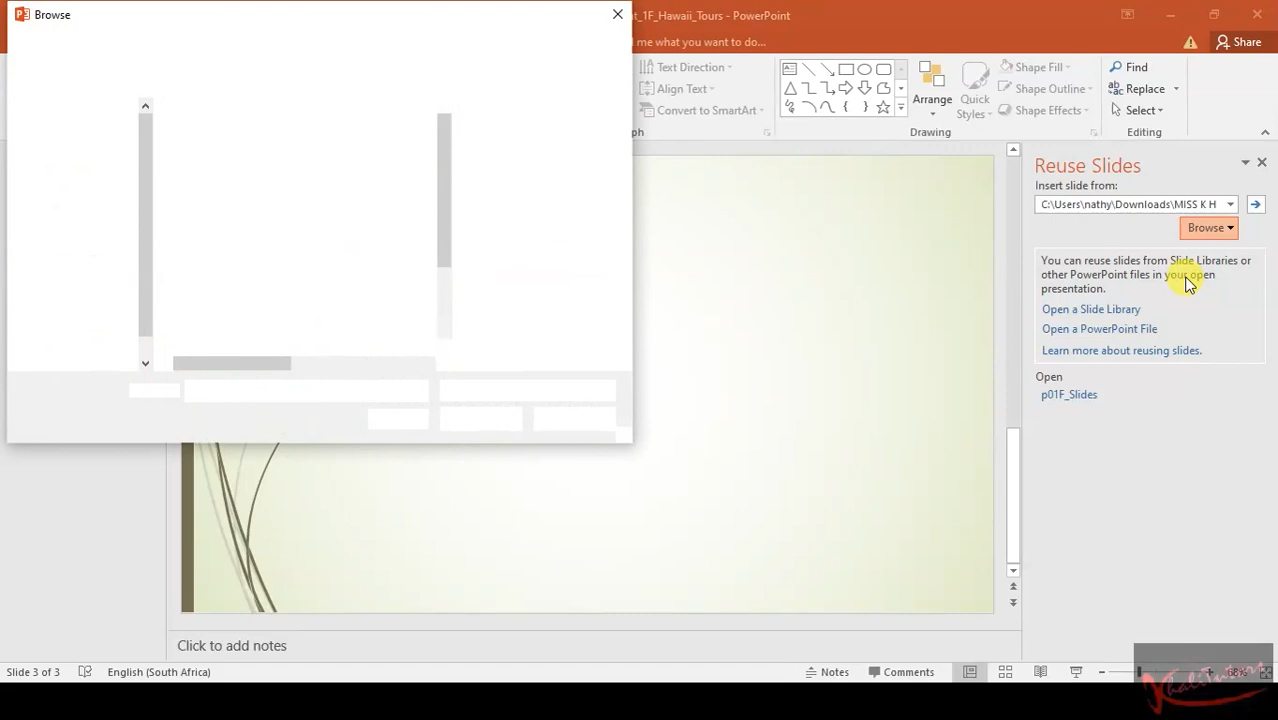 Browse
t_1F_Hawaii_Tours - PowerPoint
me what you want to do...
Share
Text Direction
Align Text
Convert to SmartArt
Arrange
Quick
Styles
Shape Fill
Shape Outline
Shape Effects
Find
Replace
Select
ph
Drawing
Editing
Reuse Slides
Insert slide from:
C:\Users\nathy\Downloads\MISS K H
Browse
You can reuse slides from Slide Libraries or
other PowerPoint files in your open
presentation.
Open a Slide Library
Open a PowerPoint File
Learn more about reusing slides.
Open
p01F_Slides
Click to add notes
Slide 3 of 3
English (South Africa)
Notes
Comments
68%
KhaliTutors